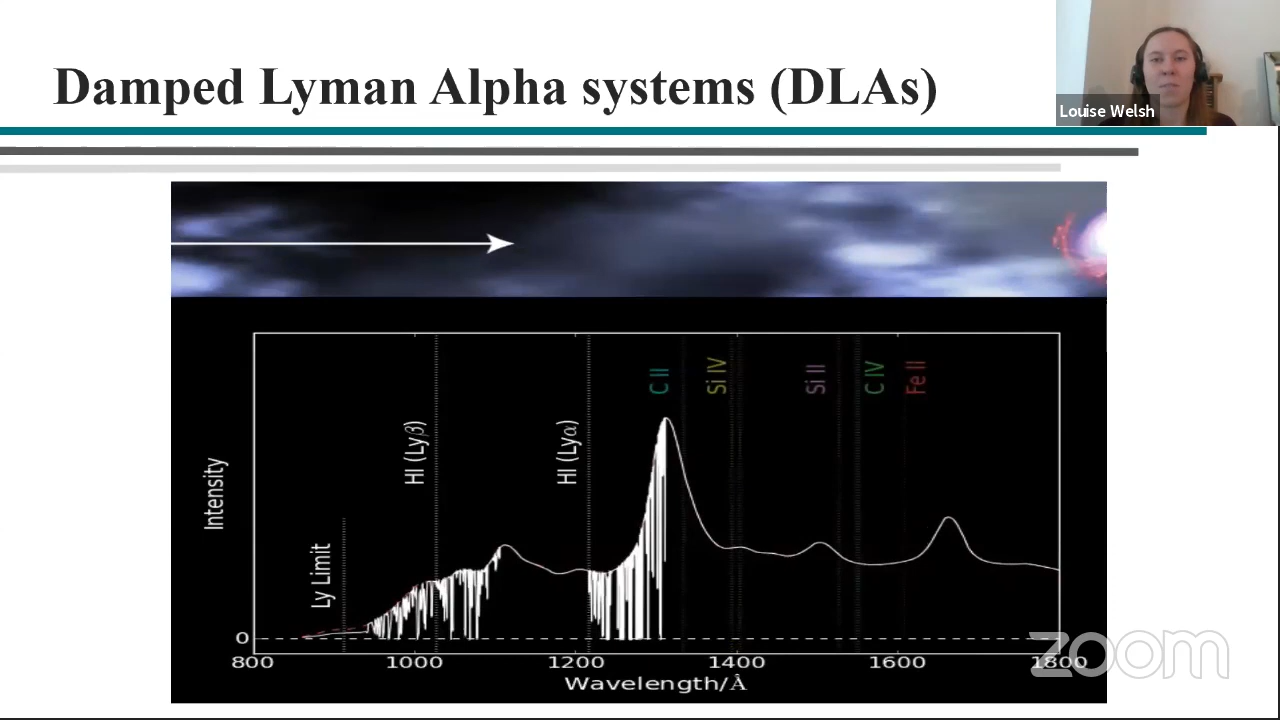 Damped Lyman Alpha systems (DLAs)
Louise Welsh
C II
Si IV
Si II
C IV
Fe II
HI (Lyβ)
HI (Lyα)
Intensity
Ly Limit
0
800 1000 1200 1400 1600 1800
Wavelength/Å
zoom